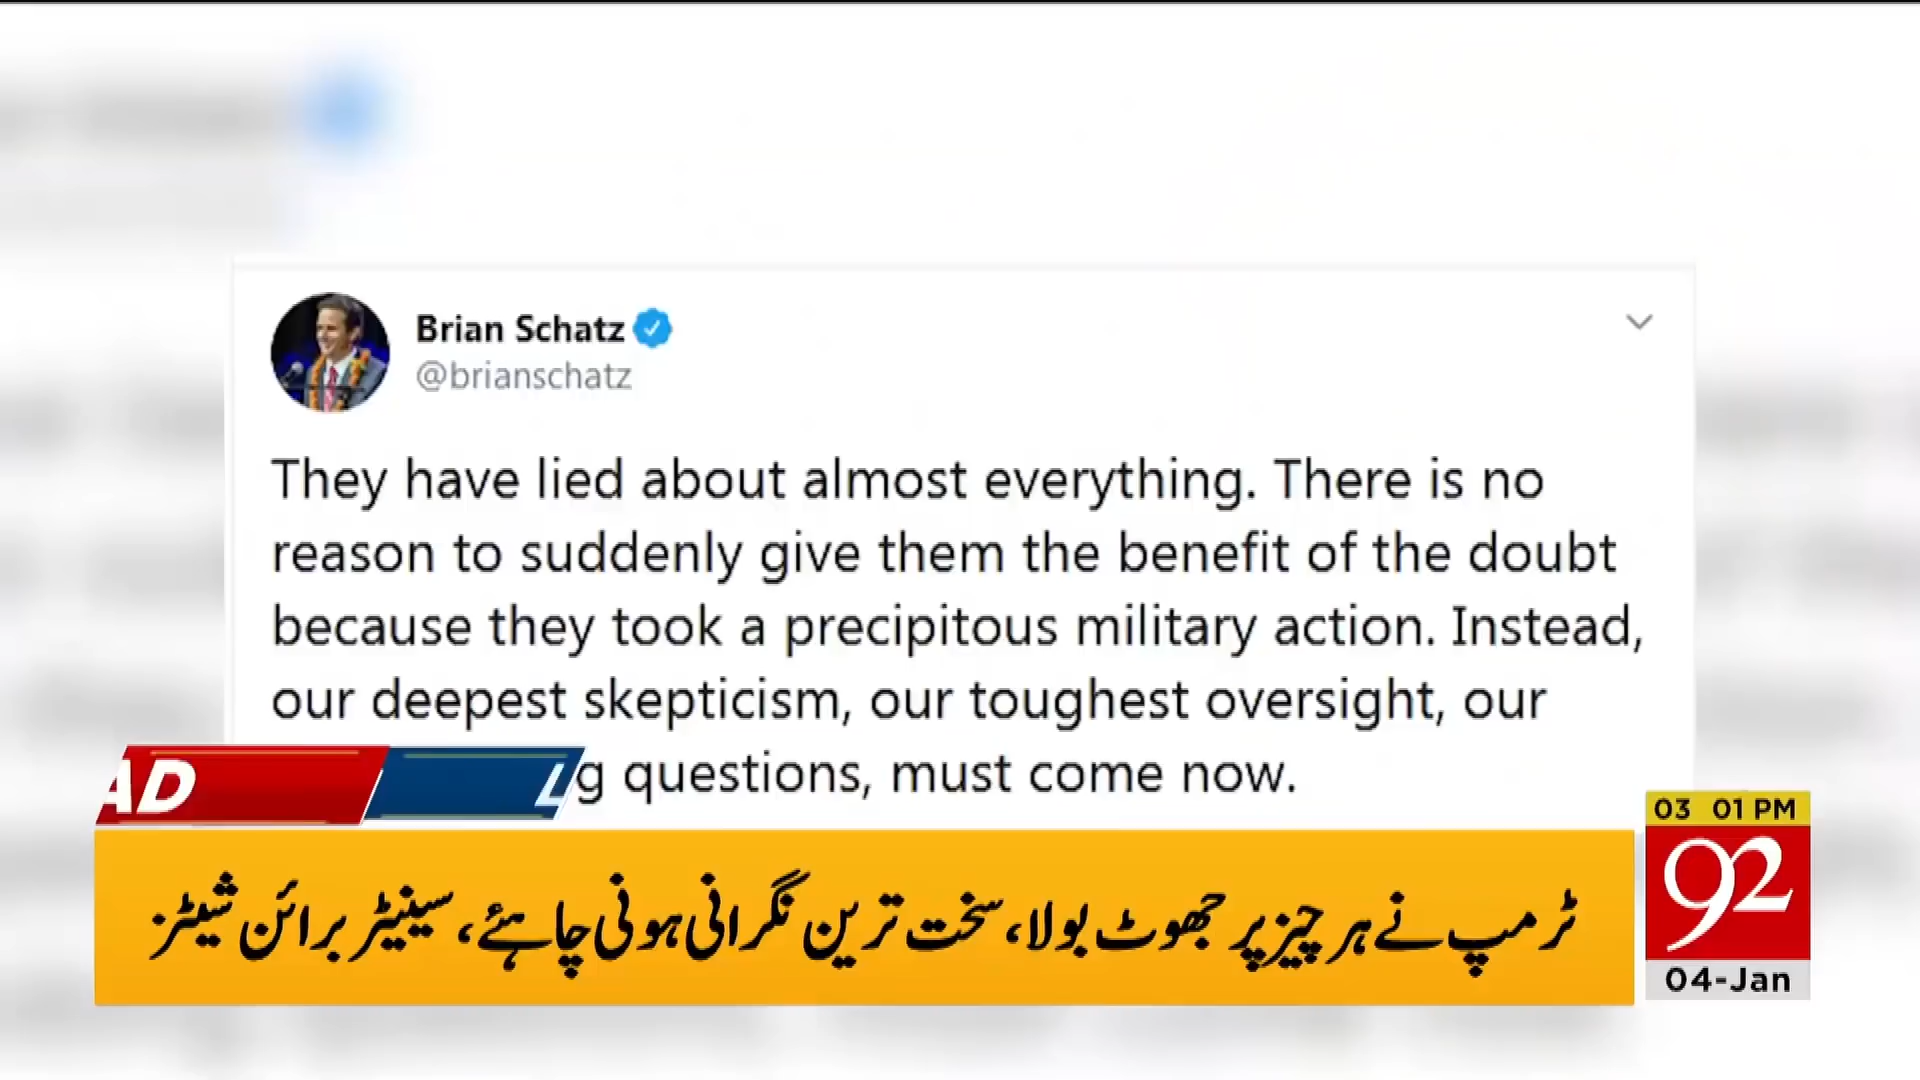 Brian Schatz
@brianschatz
They have lied about almost everything. There is no
reason to suddenly give them the benefit of the doubt
because they took a precipitous military action. Instead,
our deepest skepticism, our toughest oversight, our
questions, must come now.
03 01 PM
92
04-Jan
ٹرمپ نے ہر چیز پر جھوٹ بولا، سخت ترین نگرانی ہونی چاہئے، سینیٹر برائن شیٹز